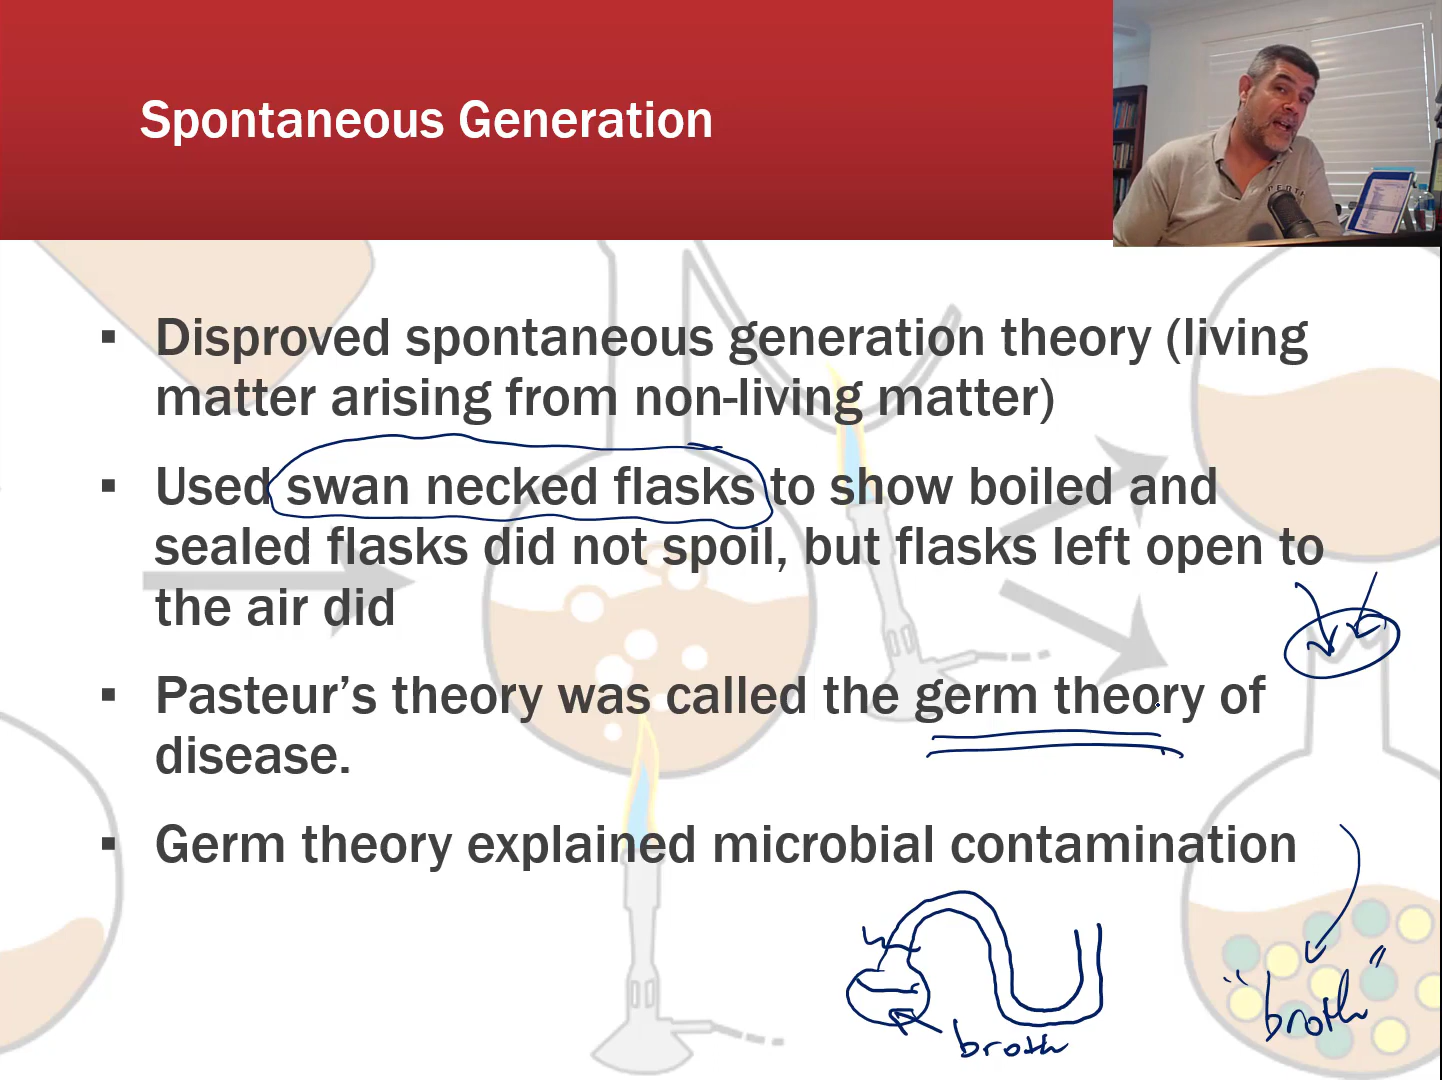 Spontaneous Generation
PERTH
▪ Disproved spontaneous generation theory (living
matter arising from non-living matter)
▪ Used swan necked flasks to show boiled and
sealed flasks did not spoil, but flasks left open to
the air did
▪ Pasteur’s theory was called the germ theory of
disease.
▪ Germ theory explained microbial contamination
broth
"broth"